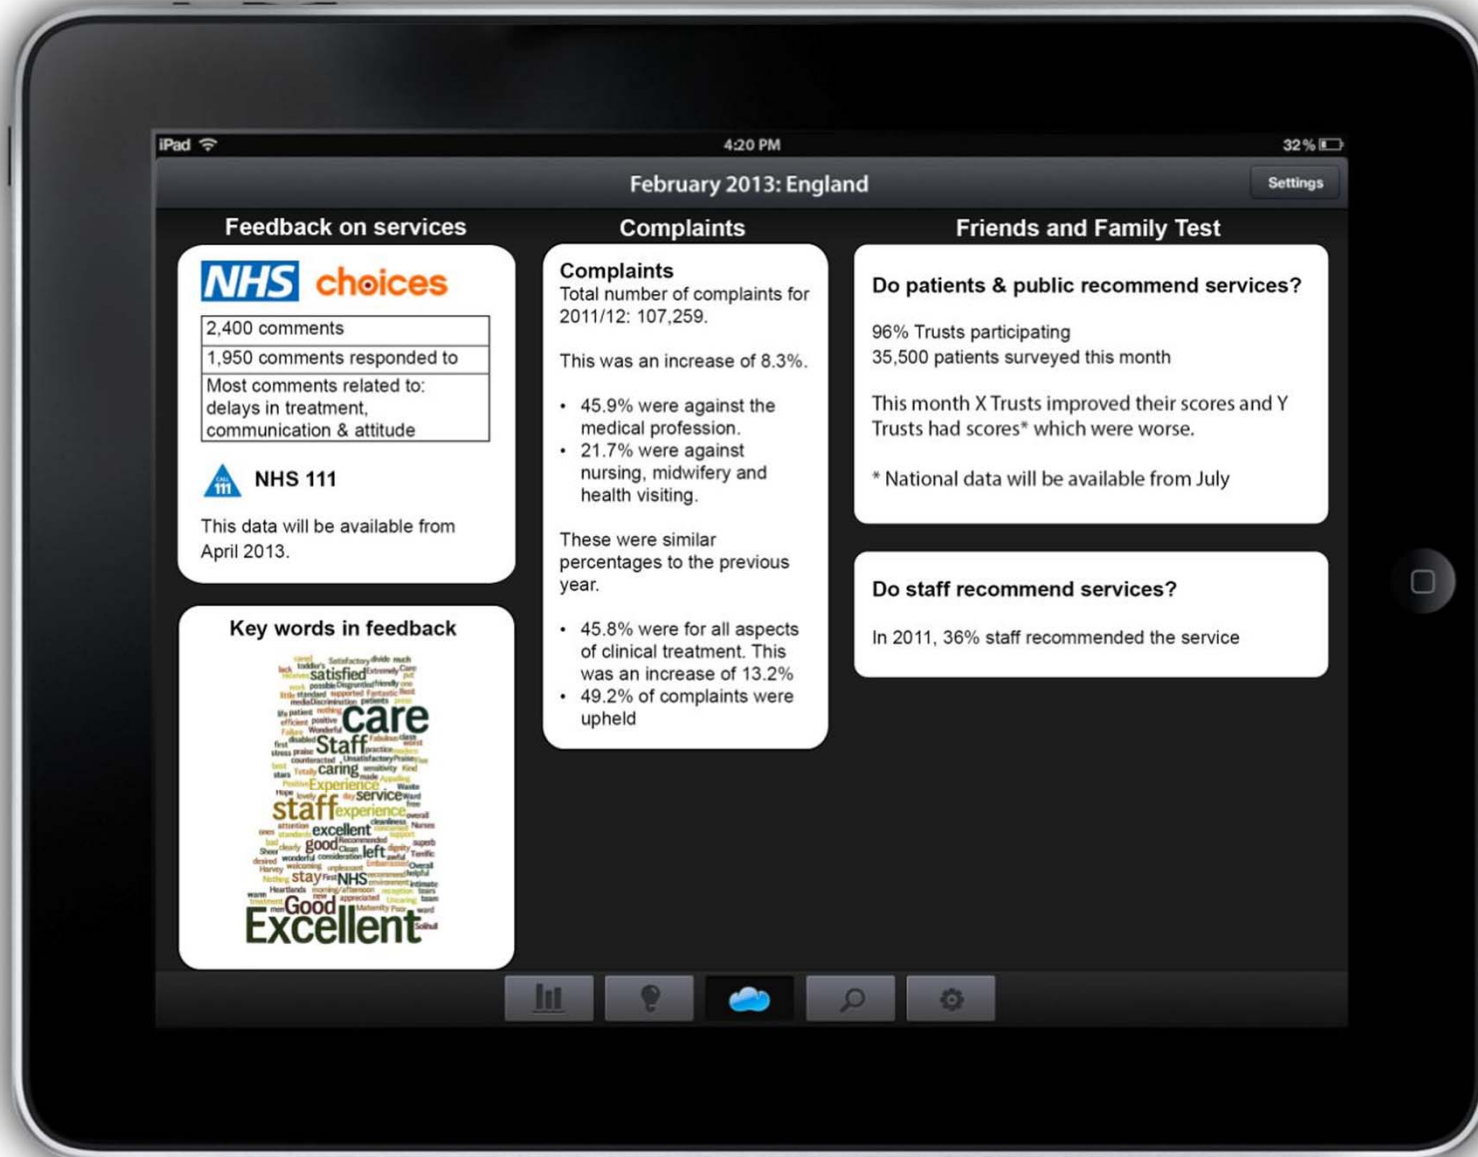 iPad
4:20 PM
32%
February 2013: England
Settings
Feedback on services
NHS choices
2,400 comments
1,950 comments responded to
Most comments related to:
delays in treatment,
communication & attitude
CALL
111
NHS 111
This data will be available from
April 2013.
Key words in feedback
satisfied
care
Staff
caring
Experience
service
staff
experience
excellent
good
left
stay
NHS
Good
Excellent
Complaints
Complaints
Total number of complaints for
2011/12: 107,259.
This was an increase of 8.3%.
• 45.9% were against the
medical profession.
• 21.7% were against
nursing, midwifery and
health visiting.
These were similar
percentages to the previous
year.
• 45.8% were for all aspects
of clinical treatment. This
was an increase of 13.2%
• 49.2% of complaints were
upheld
Friends and Family Test
Do patients & public recommend services?
96% Trusts participating
35,500 patients surveyed this month
This month X Trusts improved their scores and Y
Trusts had scores* which were worse.
* National data will be available from July
Do staff recommend services?
In 2011, 36% staff recommended the service